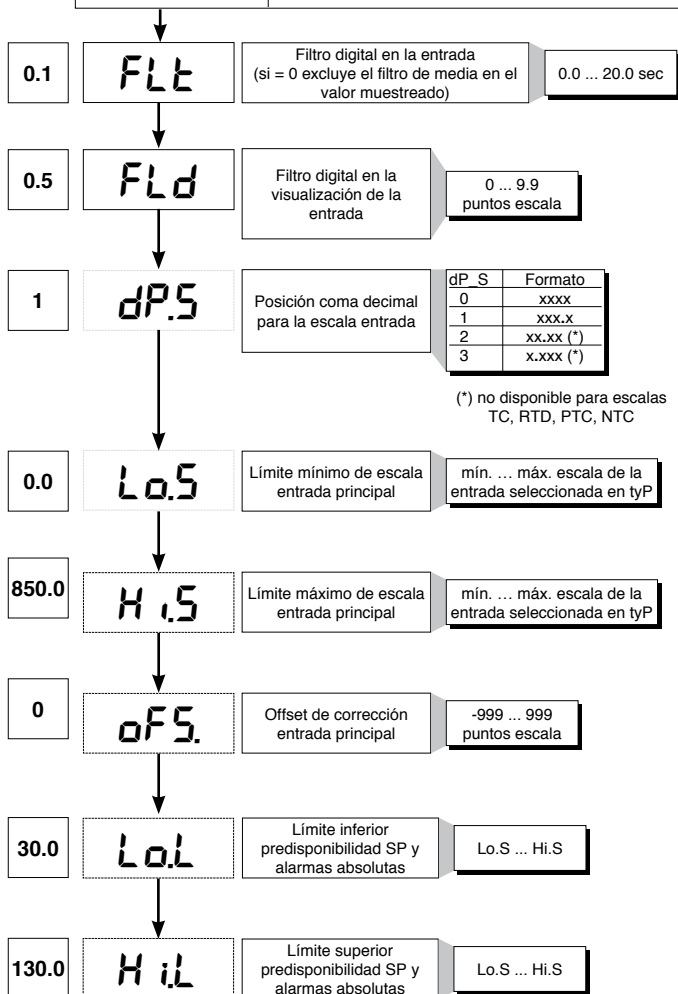 0.1
FLt
Filtro digital en la entrada
(si = 0 excluye el filtro de media en el
valor muestreado)
0.0 ... 20.0 sec
0.5
FLd
Filtro digital en la
visualización de la
entrada
0 ... 9.9
puntos escala
1
dP.S
Posición coma decimal
para la escala entrada
dP_S Formato
0 xxxx
1 xxx.x
2 xx.xx (*)
3 x.xxx (*)
(*) no disponible para escalas
TC, RTD, PTC, NTC
0.0
Lo.S
Límite mínimo de escala
entrada principal
mín. … máx. escala de la
entrada seleccionada en tyP
850.0
Hi.S
Límite máximo de escala
entrada principal
mín. … máx. escala de la
entrada seleccionada en tyP
0
oFS.
Offset de corrección
entrada principal
-999 ... 999
puntos escala
30.0
Lo.L
Límite inferior
predisponibilidad SP y
alarmas absolutas
Lo.S ... Hi.S
130.0
Hi.L
Límite superior
predisponibilidad SP y
alarmas absolutas
Lo.S ... Hi.S